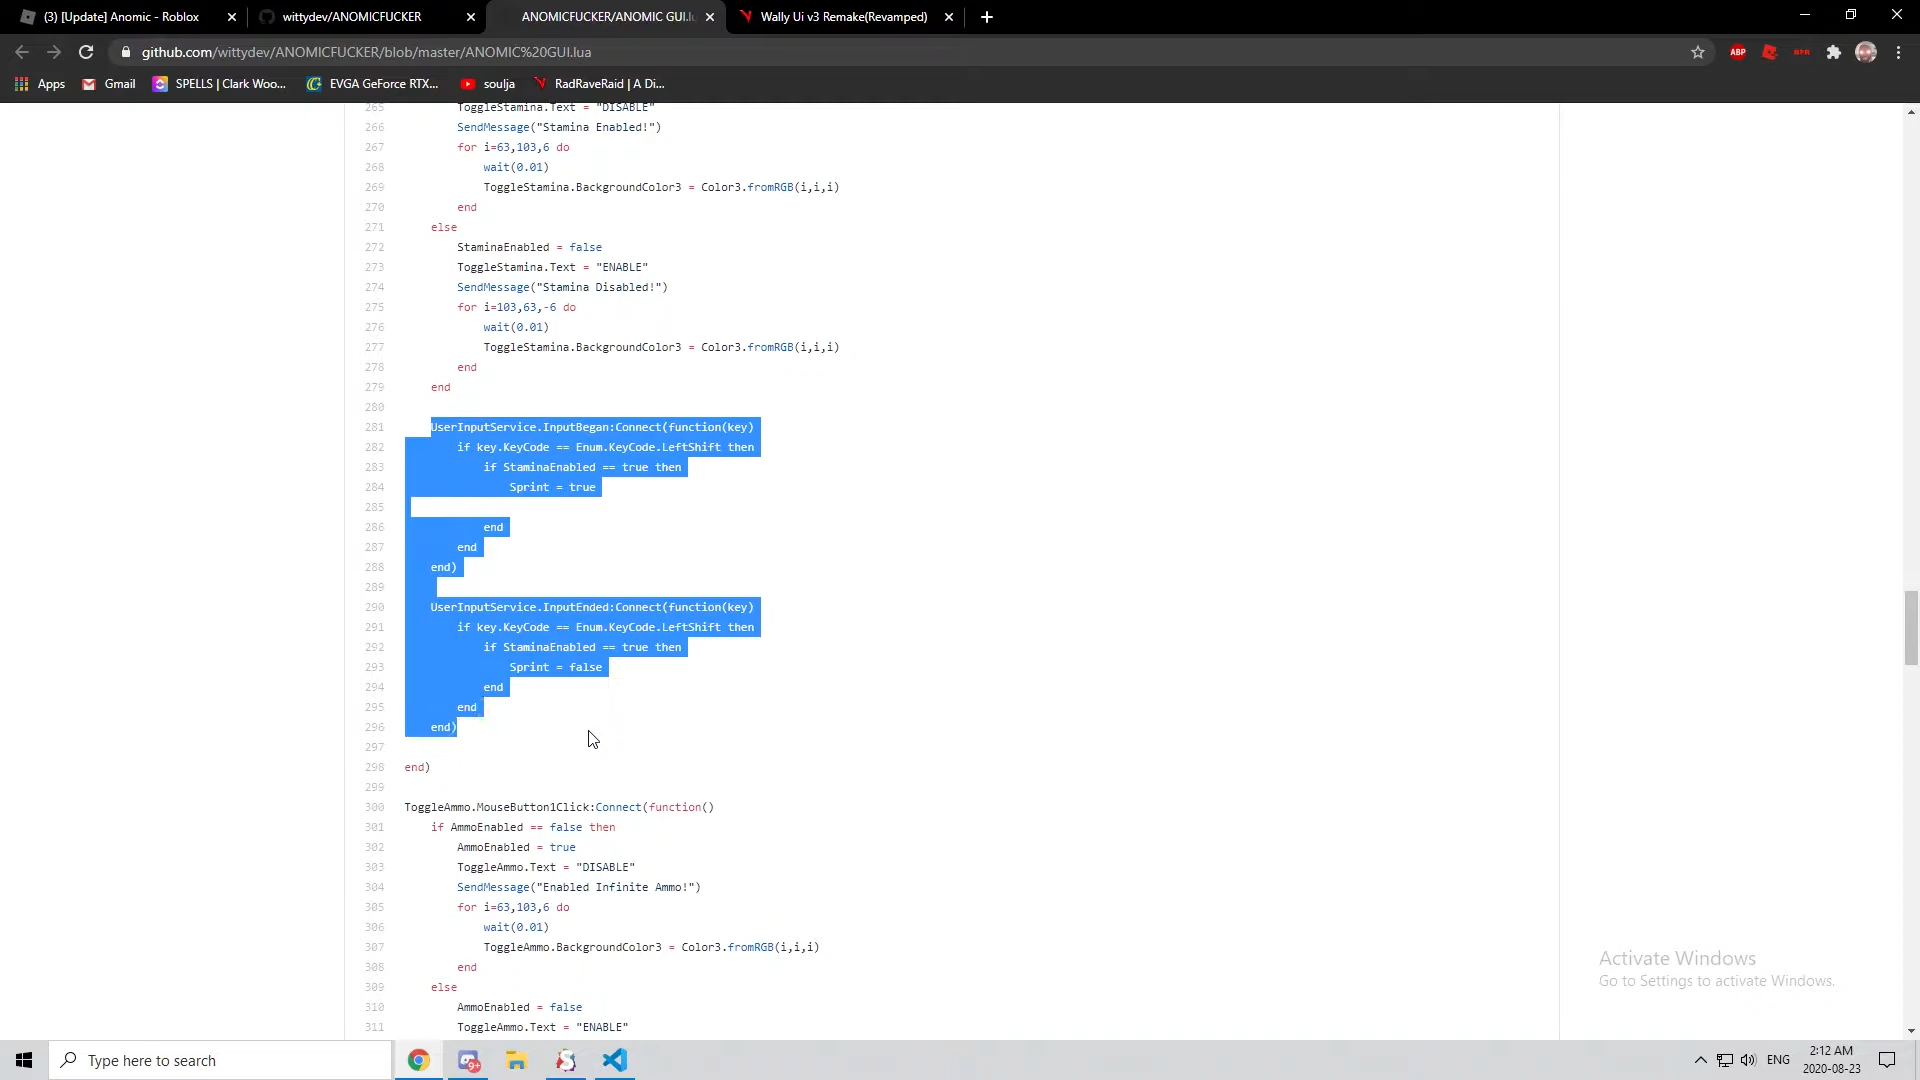 (3) [Update] Anomic - Roblox
wittydev/ANOMICFUCKER
ANOMICFUCKER/ANOMIC GUI.l
Wally Ui v3 Remake(Revamped)
github.com/wittydev/ANOMICFUCKER/blob/master/ANOMIC%20GUI.lua
ABP
Apps
Gmail
SPELLS | Clark Woo...
EVGA GeForce RTX...
soulja
RadRaveRaid | A Di...
265 ToggleStamina.Text = "DISABLE"
266 SendMessage("Stamina Enabled!")
267 for i=63,103,6 do
268 wait(0.01)
269 ToggleStamina.BackgroundColor3 = Color3.fromRGB(i,i,i)
270 end
271 else
272 StaminaEnabled = false
273 ToggleStamina.Text = "ENABLE"
274 SendMessage("Stamina Disabled!")
275 for i=103,63,-6 do
276 wait(0.01)
277 ToggleStamina.BackgroundColor3 = Color3.fromRGB(i,i,i)
278 end
279 end
280
281 UserInputService.InputBegan:Connect(function(key)
282 if key.KeyCode == Enum.KeyCode.LeftShift then
283 if StaminaEnabled == true then
284 Sprint = true
285
286 end
287 end
288 end)
289
290 UserInputService.InputEnded:Connect(function(key)
291 if key.KeyCode == Enum.KeyCode.LeftShift then
292 if StaminaEnabled == true then
293 Sprint = false
294 end
295 end
296 end)
297
298 end)
299
300 ToggleAmmo.MouseButton1Click:Connect(function()
301 if AmmoEnabled == false then
302 AmmoEnabled = true
303 ToggleAmmo.Text = "DISABLE"
304 SendMessage("Enabled Infinite Ammo!")
305 for i=63,103,6 do
306 wait(0.01)
307 ToggleAmmo.BackgroundColor3 = Color3.fromRGB(i,i,i)
308 end
309 else
310 AmmoEnabled = false
311 ToggleAmmo.Text = "ENABLE"
Activate Windows
Go to Settings to activate Windows.
Type here to search
9+
ENG
2:12 AM
2020-08-23